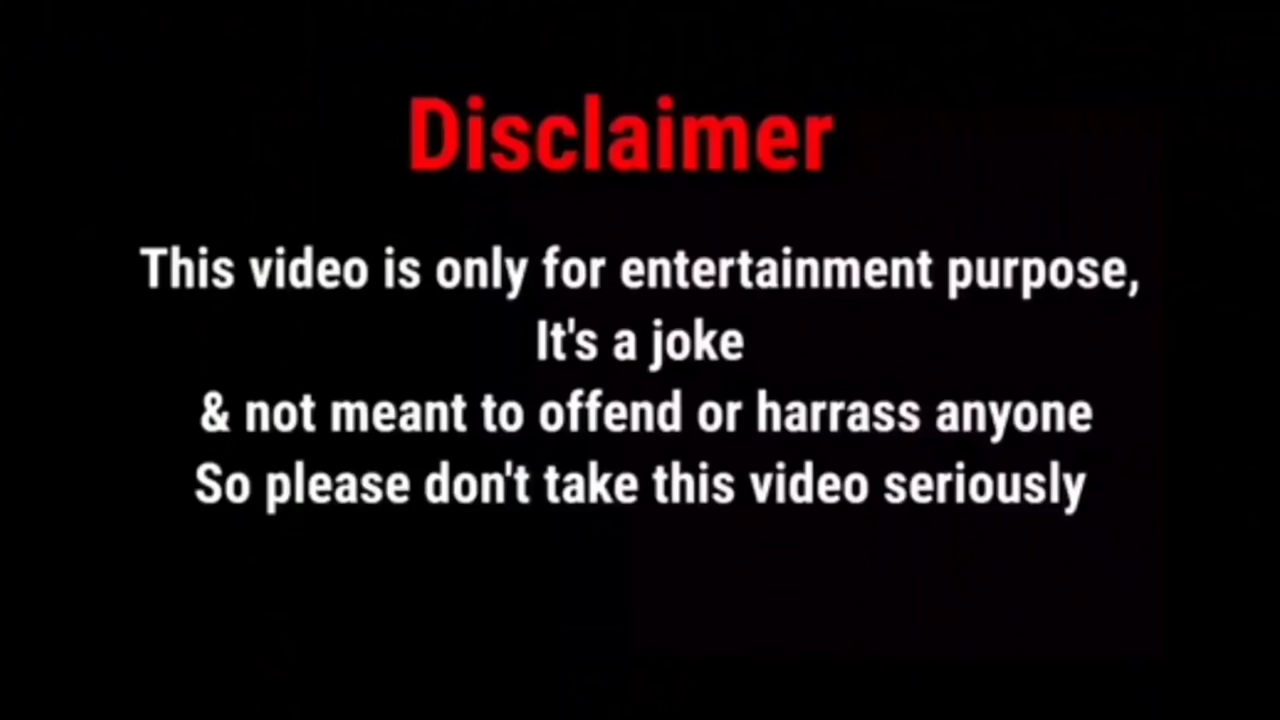 Disclaimer
This video is only for entertainment purpose,
It's a joke
& not meant to offend or harrass anyone
So please don't take this video seriously